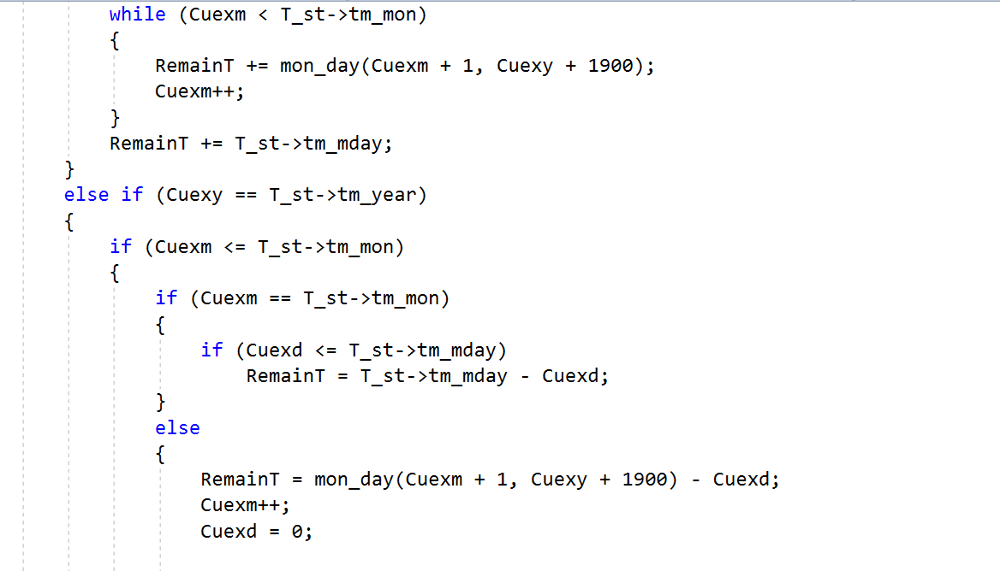 while (Cuexm < T_st->tm_mon)
{
RemainT += mon_day(Cuexm + 1, Cuexy + 1900);
Cuexm++;
}
RemainT += T_st->tm_mday;
}
else if (Cuexy == T_st->tm_year)
{
if (Cuexm <= T_st->tm_mon)
{
if (Cuexm == T_st->tm_mon)
{
if (Cuexd <= T_st->tm_mday)
RemainT = T_st->tm_mday - Cuexd;
}
else
{
RemainT = mon_day(Cuexm + 1, Cuexy + 1900) - Cuexd;
Cuexm++;
Cuexd = 0;